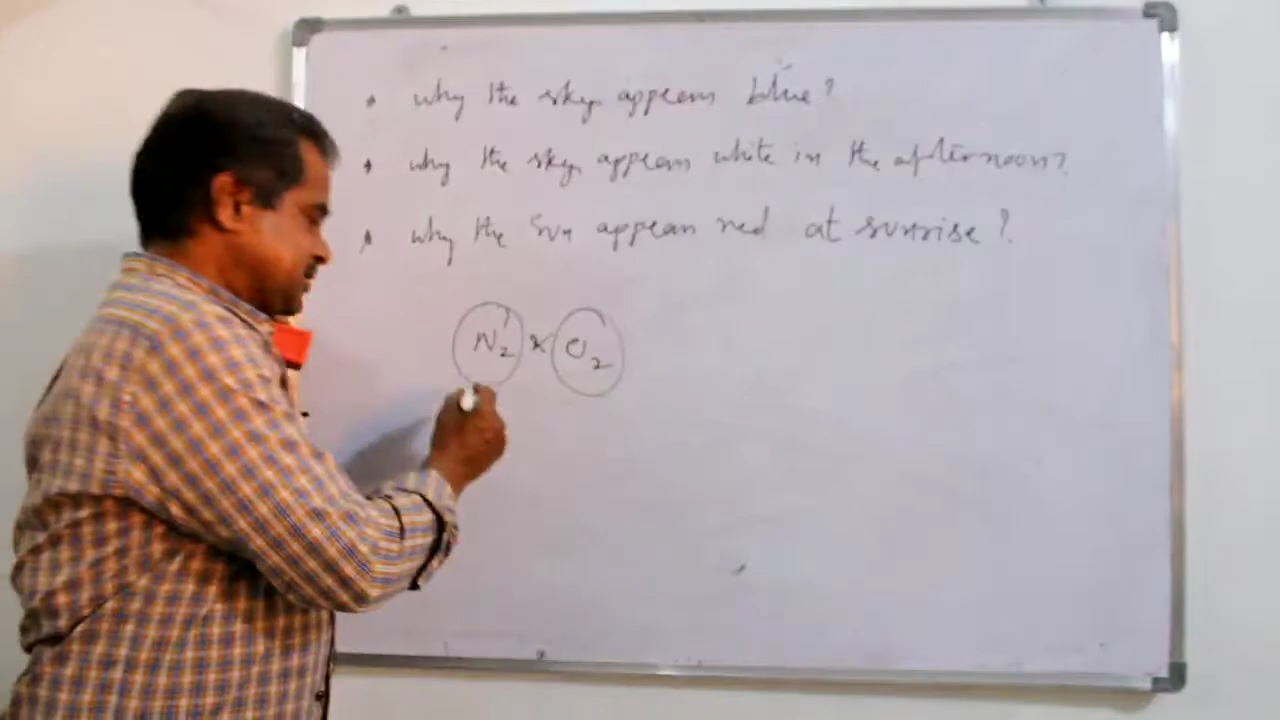 why the sky appears blue?
why the sky appears white in the afternoon?
why the sun appears red at sunrise?
N2 & O2